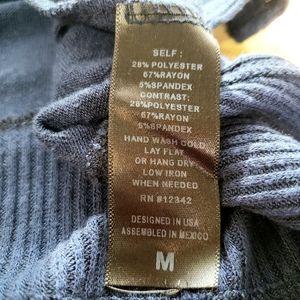 SELF :
28% POLYESTER
67%RAYON
5%SPANDEX
CONTRAST:
28%POLYESTER
67%RAYON
5%SPANDEX
HAND WASH COLD
LAY FLAT
OR HANG DRY
LOW IRON
WHEN NEEDED
RN #12342
DESIGNED IN USA
ASSEMBLED IN MEXICO
M